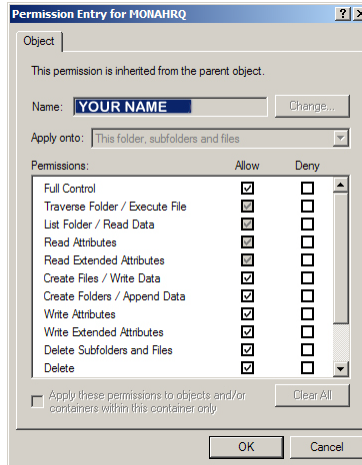 Permission Entry for MONAHRQ
Object
This permission is inherited from the parent object.
Name: YOUR NAME Change...
Apply onto: This folder, subfolders and files
Permissions: Allow Deny
Full Control
Traverse Folder / Execute File
List Folder / Read Data
Read Attributes
Read Extended Attributes
Create Files / Write Data
Create Folders / Append Data
Write Attributes
Write Extended Attributes
Delete Subfolders and Files
Delete
Apply these permissions to objects and/or Clear All
containers within this container only
OK Cancel